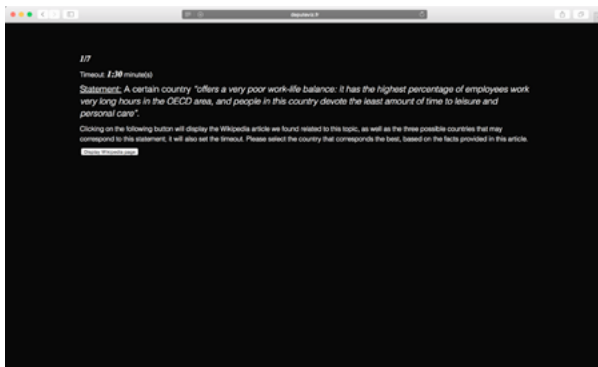 1/7
Timeout: 1:30 minute(s)
Statement: A certain country "offers a very poor work-life balance: it has the highest percentage of employees work
very long hours in the OECD area, and people in this country devote the least amount of time to leisure and
personal care".
Clicking on the following button will display the Wikipedia article we found related to this topic, as well as the three possible countries that may
correspond to this statement, it will also set the timeout. Please select the country that corresponds the best, based on the facts provided in this article.
Display Wikipedia page